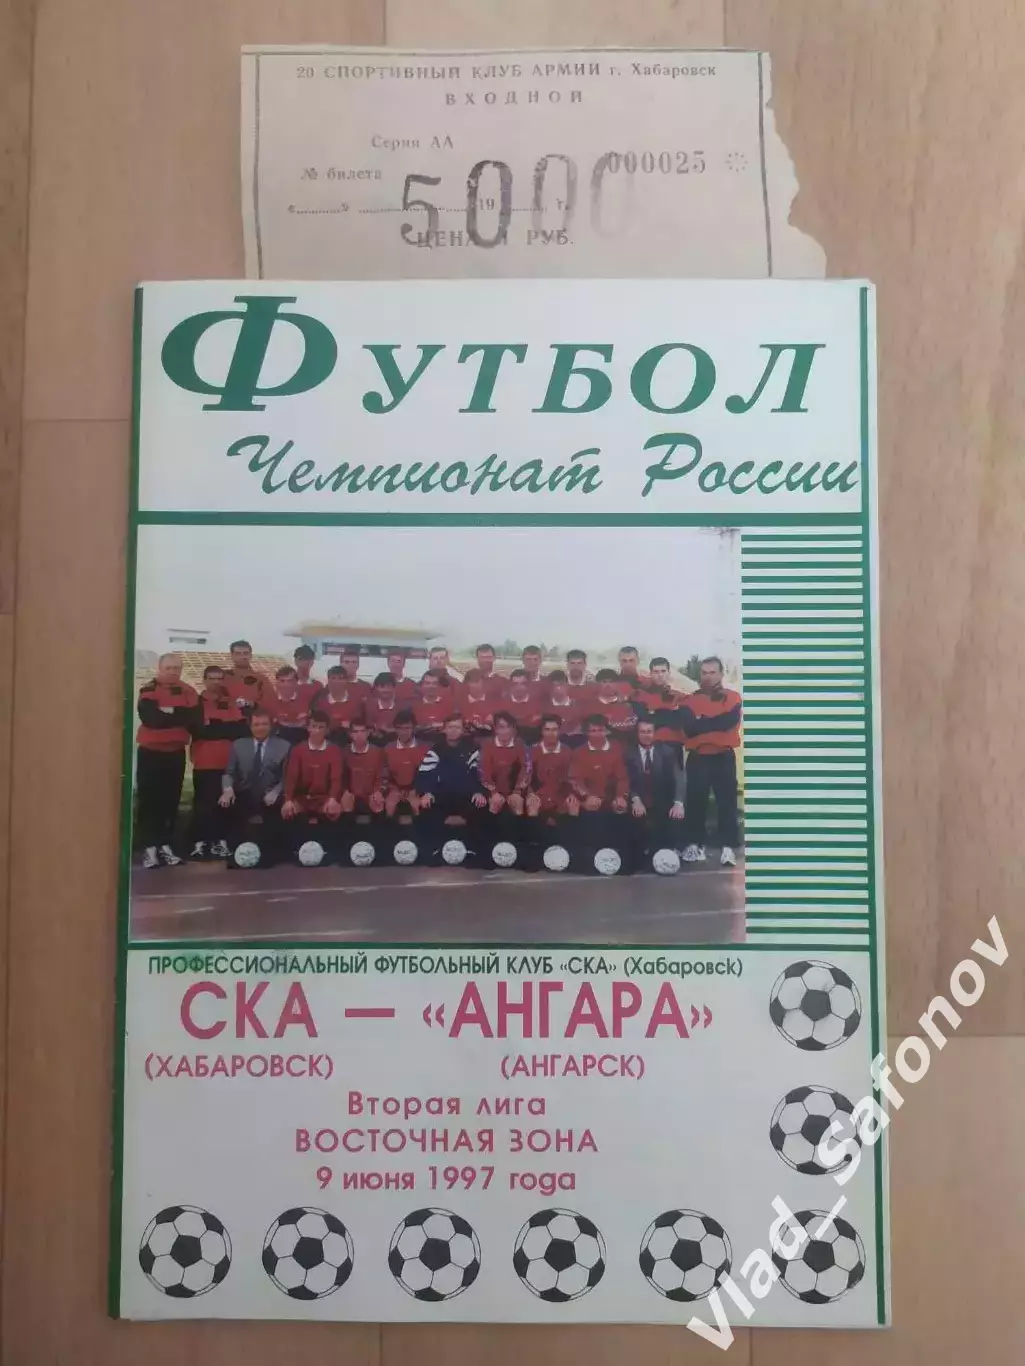 20 СПОРТИВНЫЙ КЛУБ АРМИИ г. Хабаровск
ВХОДНОЙ
Серия АА
№ билета 000025
«..........» .............................. 19 ........ г.
5000
ЦЕНА 1 РУБ.
ФУТБОЛ
Чемпионат России
ПРОФЕССИОНАЛЬНЫЙ ФУТБОЛЬНЫЙ КЛУБ «СКА» (Хабаровск)
СКА — «АНГАРА»
(ХАБАРОВСК) (АНГАРСК)
Вторая лига
ВОСТОЧНАЯ ЗОНА
9 июня 1997 года
Vlad_Safonov